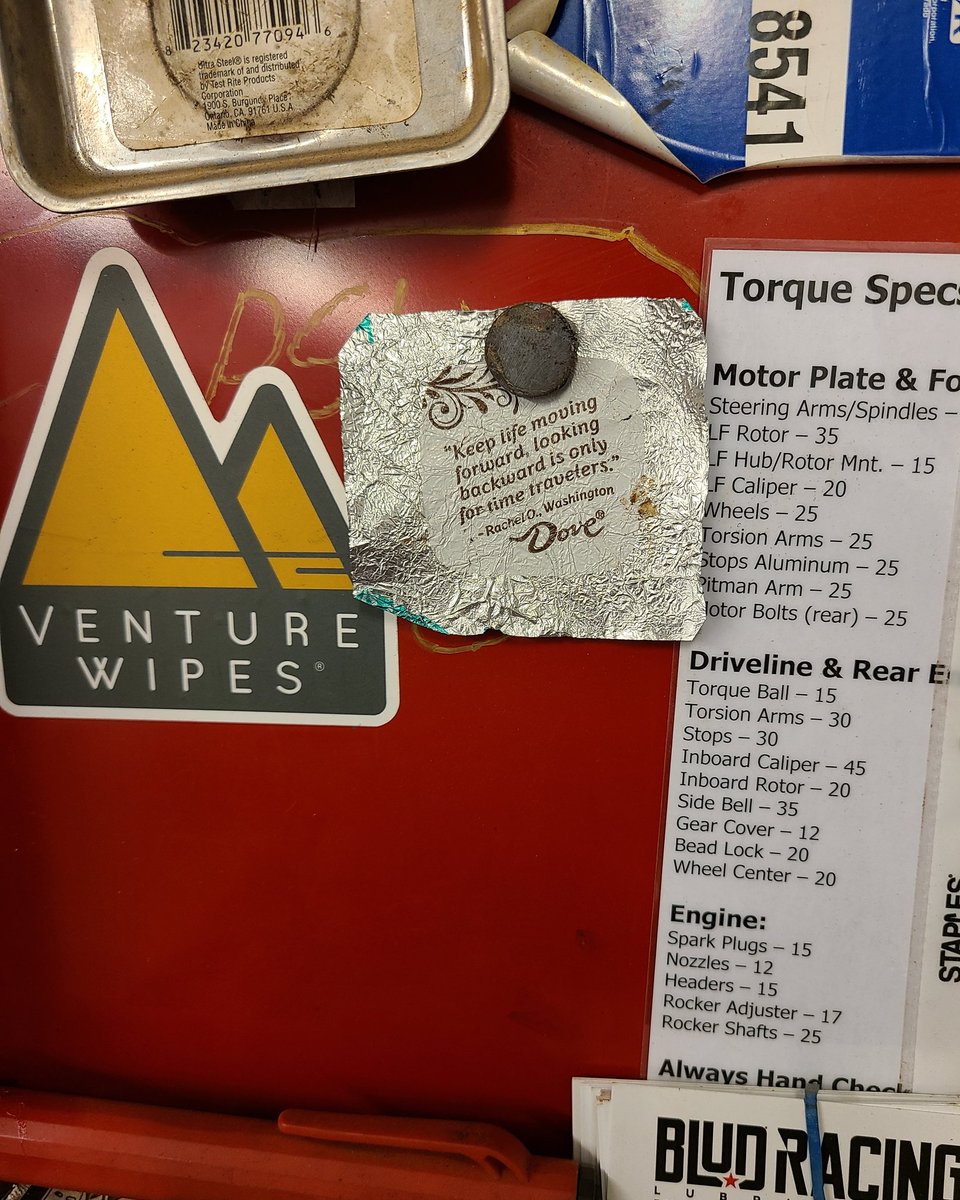 8 23420 77094 6
Ultra Steel® is registered
trademark of and distributed
by Test Rite Products
Corporation
1900 S. Burgundy Place
Ontario, CA. 91761 U.S.A
Made in China
8541
VENTURE
WIPES®
"Keep life moving
forward, looking
backward is only
for time travelers."
-Rachel O., Washington
Dove®
Torque Specs
Motor Plate & Fo
Steering Arms/Spindles –
LF Rotor – 35
LF Hub/Rotor Mnt. – 15
LF Caliper – 20
Wheels – 25
Torsion Arms – 25
Stops Aluminum – 25
Pitman Arm – 25
Motor Bolts (rear) – 25
Driveline & Rear E
Torque Ball – 15
Torsion Arms – 30
Stops – 30
Inboard Caliper – 45
Inboard Rotor – 20
Side Bell – 35
Gear Cover – 12
Bead Lock – 20
Wheel Center – 20
Engine:
Spark Plugs – 15
Nozzles – 12
Headers – 15
Rocker Adjuster – 17
Rocker Shafts – 25
Always Hand Check
STAPLES
BLUD RACING
LUBR